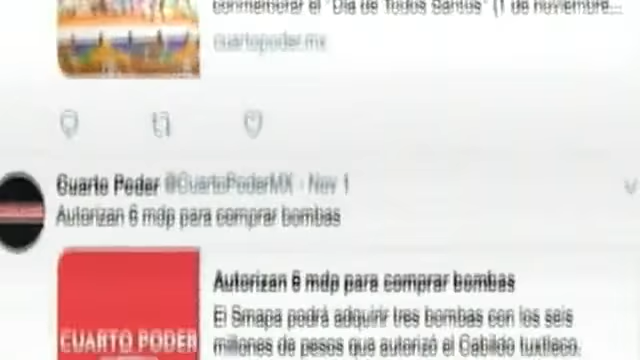 conmemorar el "Día de Todos Santos" (1 de noviembre...
cuartopoder.mx
Cuarto Poder @CuartoPoderMX · Nov 1
Autorizan 6 mdp para comprar bombas
Autorizan 6 mdp para comprar bombas
El Smapa podrá adquirir tres bombas con los seis
CUARTO PODER
millones de pesos que autorizó el Cabildo tuxtleco.